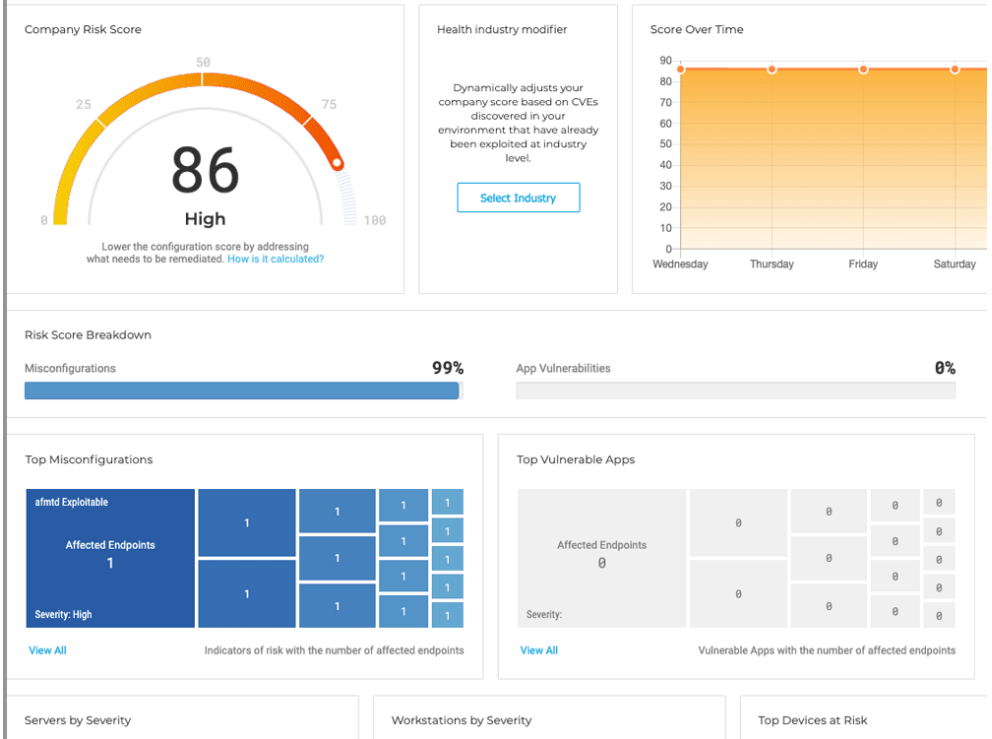 Company Risk Score
0
25
50
75
100
86
High
Lower the configuration score by addressing
what needs to be remediated. How is it calculated?
Health industry modifier
Dynamically adjusts your
company score based on CVEs
discovered in your
environment that have already
been exploited at industry
level.
Select Industry
Score Over Time
90
80
70
60
50
40
30
20
10
0
Wednesday Thursday Friday Saturday
Risk Score Breakdown
Misconfigurations 99%
App Vulnerabilities 0%
Top Misconfigurations
afmtd Exploitable
Affected Endpoints
1
Severity: High
1
1
1
1
1
1
1
1
1
1
1
1
1
1
View All
Indicators of risk with the number of affected endpoints
Top Vulnerable Apps
Affected Endpoints
0
Severity:
0
0
0
0
0
0
0
0
0
0
0
0
0
0
View All
Vulnerable Apps with the number of affected endpoints
Servers by Severity
Workstations by Severity
Top Devices at Risk